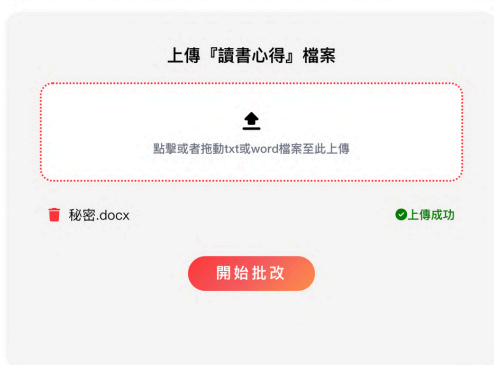 上傳『讀書心得』檔案
點擊或者拖動txt或word檔案至此上傳
秘密.docx
上傳成功
開始批改